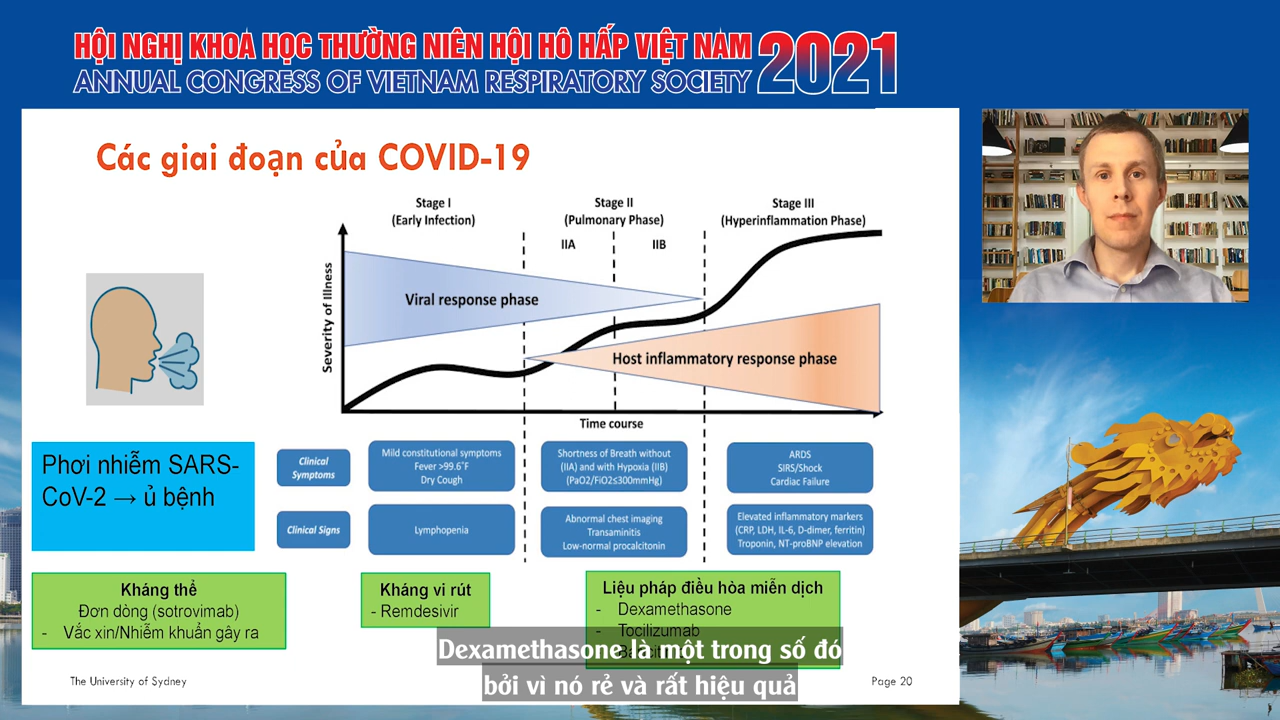 HỘI NGHỊ KHOA HỌC THƯỜNG NIÊN HỘI HÔ HẤP VIỆT NAM 2021
ANNUAL CONGRESS OF VIETNAM RESPIRATORY SOCIETY
Các giai đoạn của COVID-19
Stage I
(Early Infection)
Stage II
(Pulmonary Phase)
Stage III
(Hyperinflammation Phase)
IIA
IIB
Severity of Illness
Viral response phase
Host inflammatory response phase
Time course
Phơi nhiễm SARS-
CoV-2 → ủ bệnh
Clinical
Symptoms
Mild constitutional symptoms
Fever >99.6°F
Dry Cough
Shortness of Breath without
(IIA) and with Hypoxia (IIB)
(PaO2/FiO2≤300mmHg)
ARDS
SIRS/Shock
Cardiac Failure
Clinical Signs
Lymphopenia
Abnormal chest imaging
Transaminitis
Low-normal procalcitonin
Elevated inflammatory markers
(CRP, LDH, IL-6, D-dimer, ferritin)
Troponin, NT-proBNP elevation
Kháng thể
Đơn dòng (sotrovimab)
- Vắc xin/Nhiễm khuẩn gây ra
Kháng vi rút
- Remdesivir
Liệu pháp điều hòa miễn dịch
- Dexamethasone
- Tocilizumab
Dexamethasone là một trong số đó
bởi vì nó rẻ và rất hiệu quả
The University of Sydney
Page 20